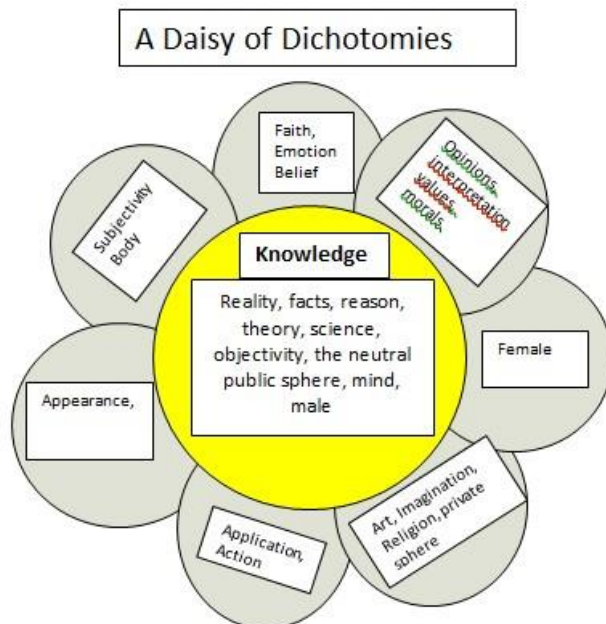 A Daisy of Dichotomies
Faith,
Emotion
Belief
Opinions,
interpretation
values,
morals,
Subjectivity
Body
Knowledge
Reality, facts, reason,
theory, science,
objectivity, the neutral
public sphere, mind,
male
Female
Appearance,
Art, Imagination,
Religion, private
sphere
Application,
Action